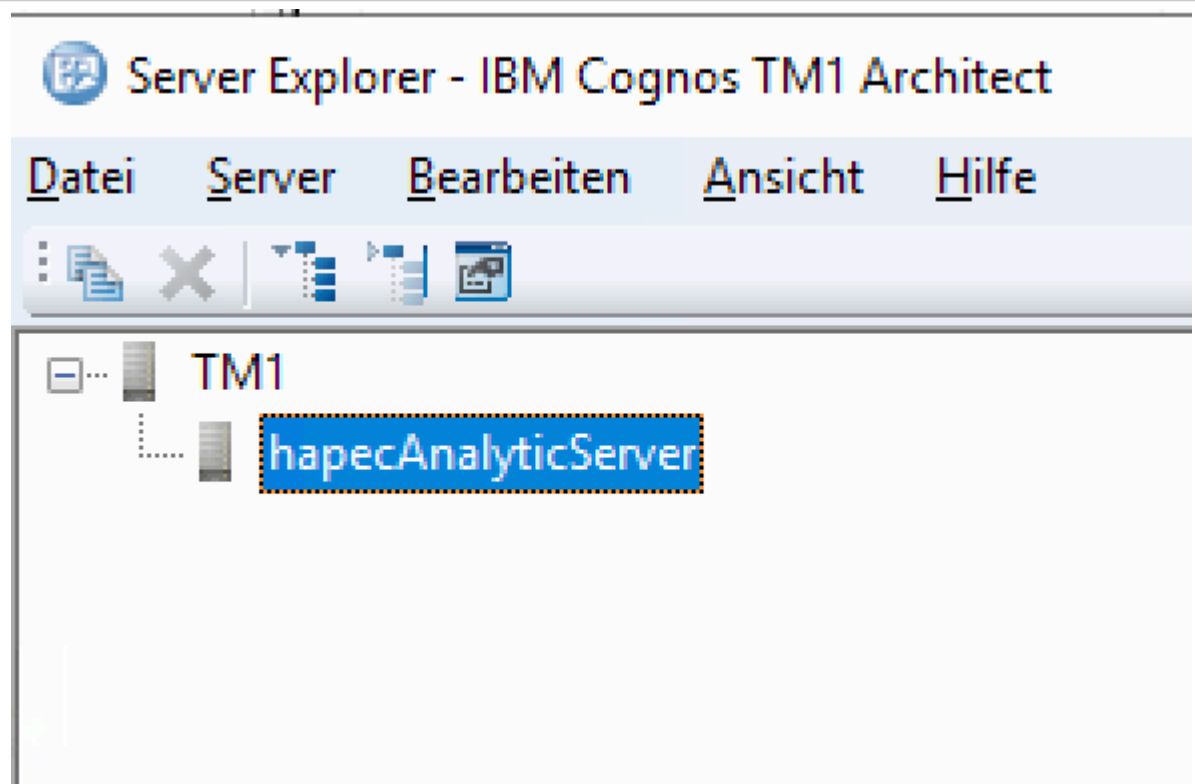 Server Explorer - IBM Cognos TM1 Architect
Datei Server Bearbeiten Ansicht Hilfe
TM1
hapecAnalyticServer